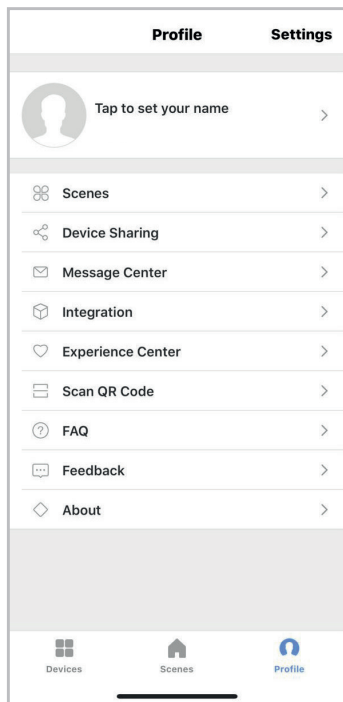 Profile Settings
Tap to set your name
Scenes
Device Sharing
Message Center
Integration
Experience Center
Scan QR Code
FAQ
Feedback
About
Devices Scenes Profile